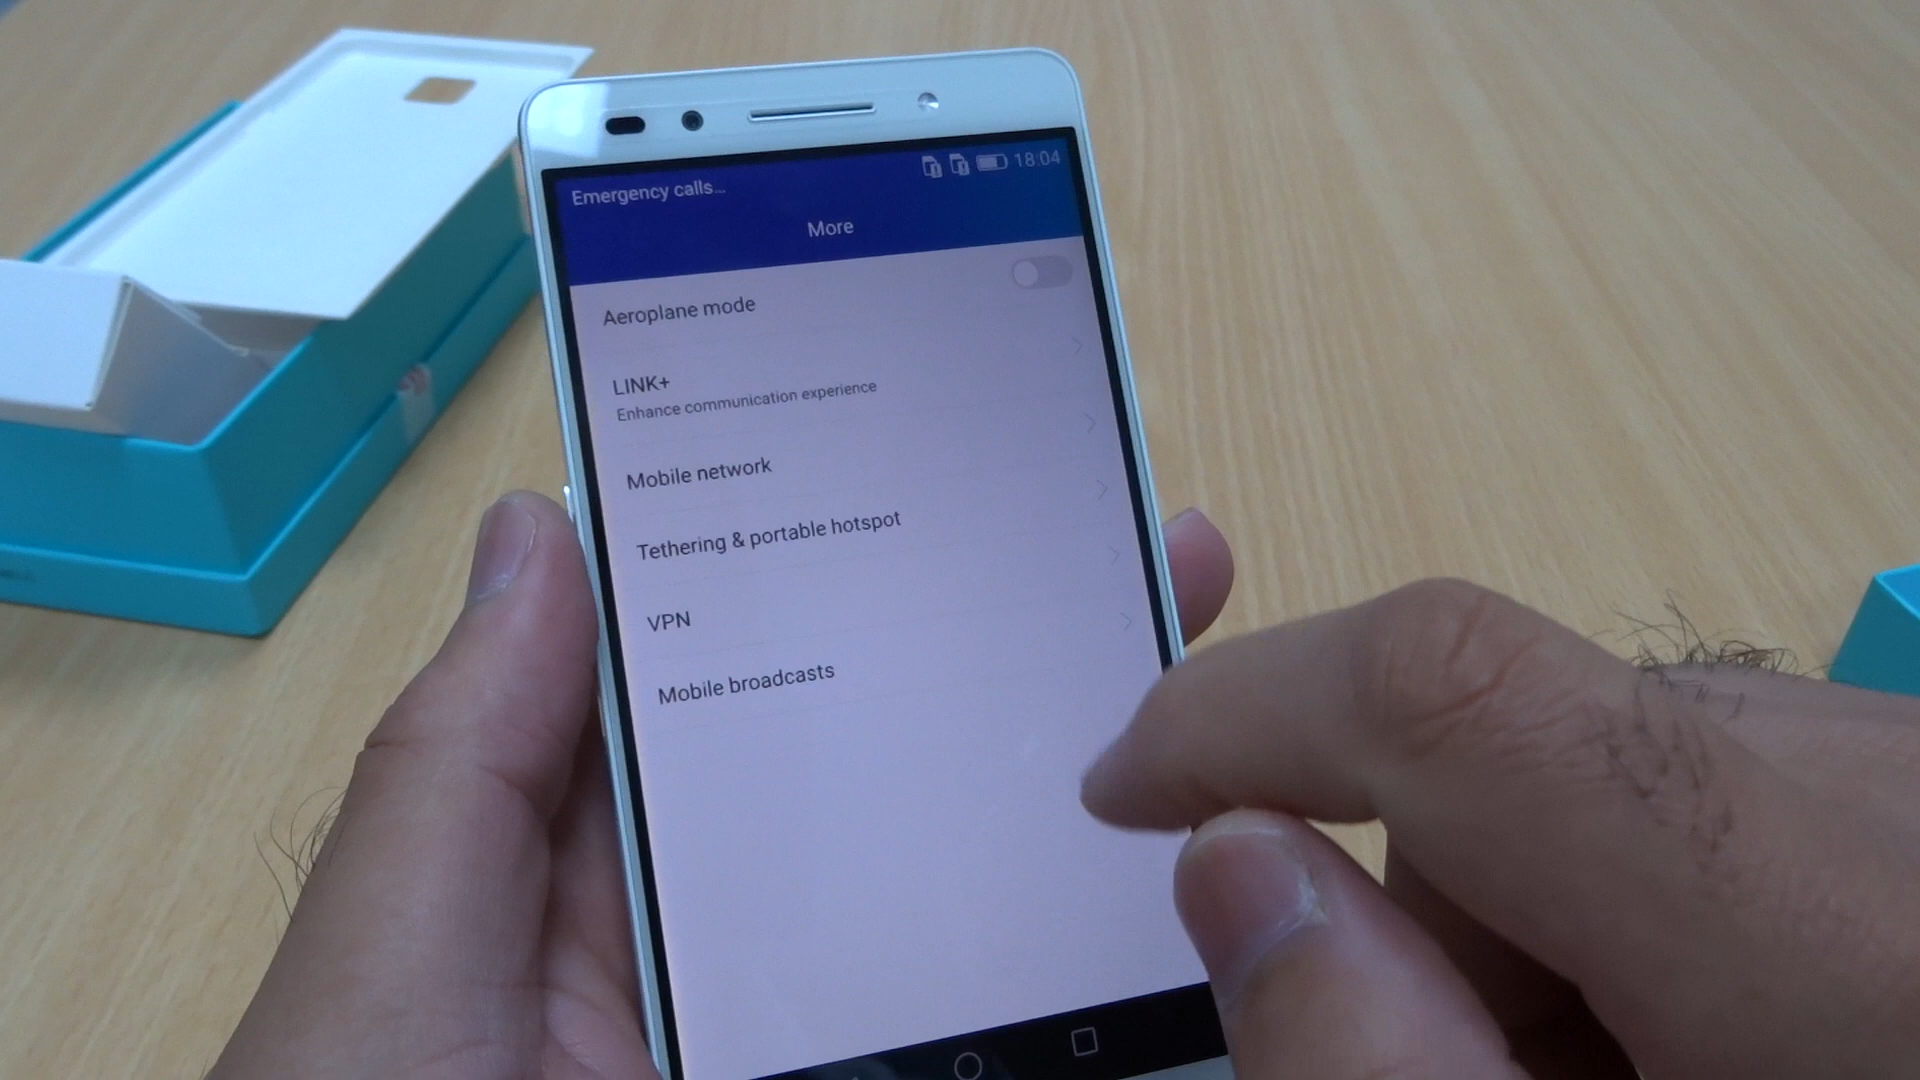 18:04
Emergency calls...
More
Aeroplane mode
LINK+
Enhance communication experience
Mobile network
Tethering & portable hotspot
VPN
Mobile broadcasts